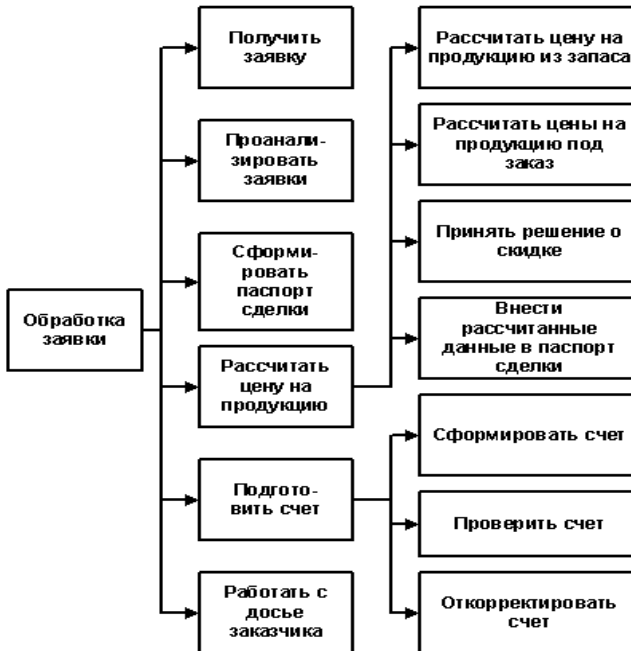 Обработка
заявки
Получить
заявку
Проанали-
зировать
заявки
Сформи-
ровать
паспорт
сделки
Рассчитать
цену на
продукцию
Подгото-
вить счет
Работать с
досье
заказчика
Рассчитать цену на
продукцию из запаса
Рассчитать цены на
продукцию под
заказ
Принять решение о
скидке
Внести
рассчитанные
данные в паспорт
сделки
Сформировать счет
Проверить счет
Откорректировать
счет